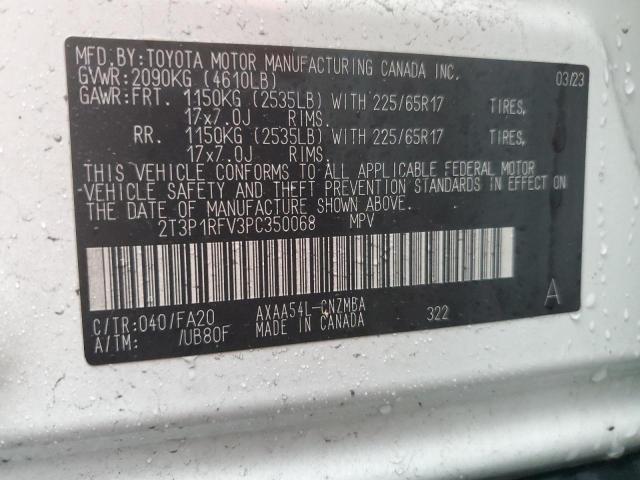 MFD.BY:TOYOTA MOTOR MANUFACTURING CANADA INC. 03/23
GVWR:2090KG (4610LB)
GAWR:FRT. 1150KG (2535LB) WITH 225/65R17 TIRES,
17x7.0J RIMS.
RR. 1150KG (2535LB) WITH 225/65R17 TIRES,
17x7.0J RIMS.
THIS VEHICLE CONFORMS TO ALL APPLICABLE FEDERAL MOTOR
VEHICLE SAFETY AND THEFT PREVENTION STANDARDS IN EFFECT ON
THE DATE OF MANUFACTURE SHOWN ABOVE.
2T3P1RFV3PC350068 MPV
C/TR:040/FA20 AXAA54L-CNZMBA 322 A
A/TM: /UB80F MADE IN CANADA